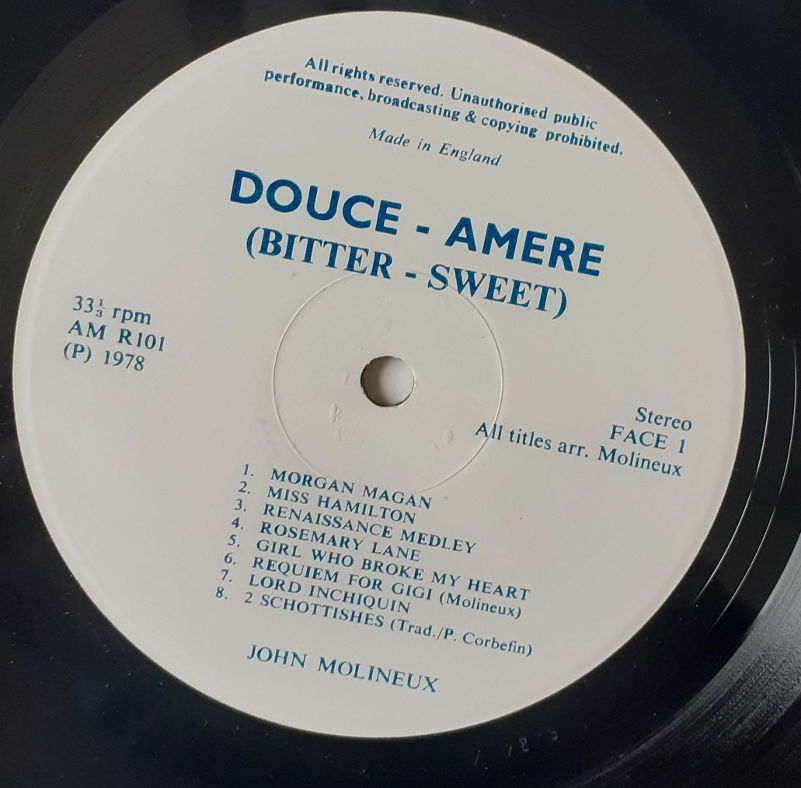 All rights reserved. Unauthorised public
performance, broadcasting & copying prohibited.
Made in England
DOUCE - AMERE
(BITTER - SWEET)
33⅓ rpm
AM R101
(P) 1978
Stereo
FACE 1
All titles arr. Molineux
1. MORGAN MAGAN
2. MISS HAMILTON
3. RENAISSANCE MEDLEY
4. ROSEMARY LANE
5. GIRL WHO BROKE MY HEART
6. REQUIEM FOR GIGI (Molineux)
7. LORD INCHIQUIN
8. 2 SCHOTTISHES (Trad./P. Corbefin)
JOHN MOLINEUX